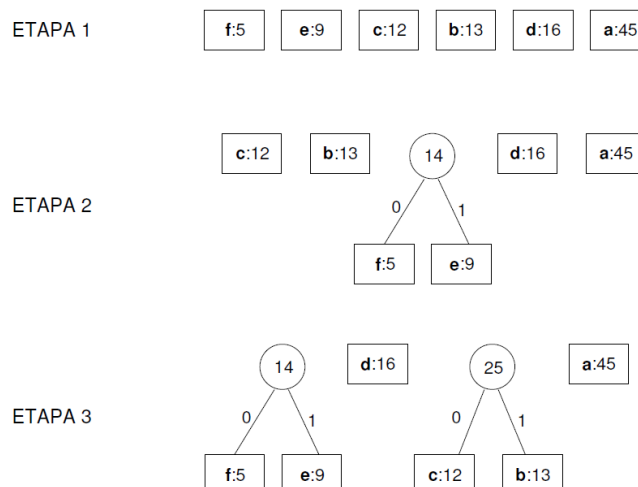 ETAPA 1 f:5 e:9 c:12 b:13 d:16 a:45
c:12 b:13 14 d:16 a:45
ETAPA 2
0 1
f:5 e:9
14 d:16 25 a:45
ETAPA 3
0 1 0 1
f:5 e:9 c:12 b:13